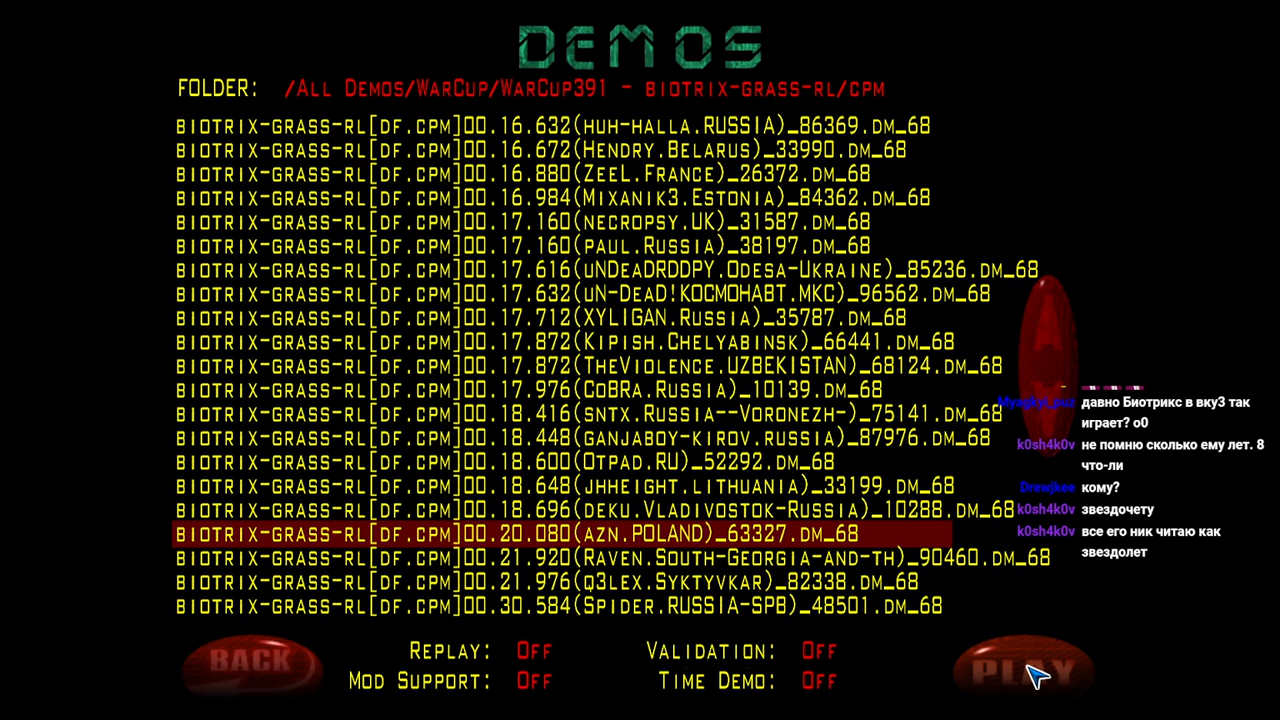 DEMOS
FOLDER: /All Demos/WarCup/WarCup391 - biotrix-grass-rl/cpm
biotrix-grass-rl[df.cpm]00.16.632(huh-halla.RUSSIA)_86369.dm_68
biotrix-grass-rl[df.cpm]00.16.672(Hendry.Belarus)_33990.dm_68
biotrix-grass-rl[df.cpm]00.16.880(ZeeL.France)_26372.dm_68
biotrix-grass-rl[df.cpm]00.16.984(Mixanik3.Estonia)_84362.dm_68
biotrix-grass-rl[df.cpm]00.17.160(necropsy.UK)_31587.dm_68
biotrix-grass-rl[df.cpm]00.17.160(paul.Russia)_38197.dm_68
biotrix-grass-rl[df.cpm]00.17.616(uNDeaDRDDPY.Odesa-Ukraine)_85236.dm_68
biotrix-grass-rl[df.cpm]00.17.632(uN-DeaD!KOCMOHABT.MKC)_96562.dm_68
biotrix-grass-rl[df.cpm]00.17.712(XYLIGAN.Russia)_35787.dm_68
biotrix-grass-rl[df.cpm]00.17.872(Kipish.Chelyabinsk)_66441.dm_68
biotrix-grass-rl[df.cpm]00.17.872(TheViolence.UZBEKISTAN)_68124.dm_68
biotrix-grass-rl[df.cpm]00.17.976(CoBRa.Russia)_10139.dm_68
biotrix-grass-rl[df.cpm]00.18.416(sntx.Russia--Voronezh-)_75141.dm_68
biotrix-grass-rl[df.cpm]00.18.448(ganjaboy-kirov.russia)_87976.dm_68
biotrix-grass-rl[df.cpm]00.18.600(Otpad.RU)_52292.dm_68
biotrix-grass-rl[df.cpm]00.18.648(jhheight.lithuania)_33199.dm_68
biotrix-grass-rl[df.cpm]00.18.696(deku.Vladivostok-Russia)_10288.dm_68
biotrix-grass-rl[df.cpm]00.20.080(azn.POLAND)_63327.dm_68
biotrix-grass-rl[df.cpm]00.21.920(Raven.South-Georgia-and-th)_90460.dm_68
biotrix-grass-rl[df.cpm]00.21.976(q3lex.Syktyvkar)_82338.dm_68
biotrix-grass-rl[df.cpm]00.30.584(Spider.RUSSIA-SPB)_48501.dm_68
давно Биотрикс в вку3 так
играет? о0
k0sh4k0v не помню сколько ему лет. 8
что-ли
Drewjkee кому?
k0sh4k0v звездочету
k0sh4k0v все его ник читаю как
звездолет
BACK
Replay: Off
Validation: Off
Mod Support: Off
Time Demo: Off
PLAY